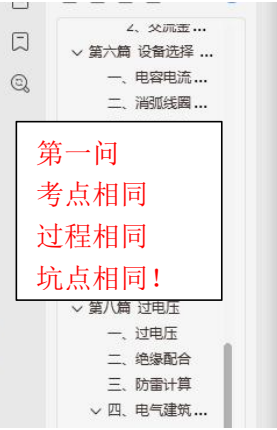 2、交流金...
第六篇 设备选择 ...
一、电容电流...
二、消弧线圈...
第一问
考点相同
过程相同
坑点相同！
第八篇 过电压
一、过电压
二、绝缘配合
三、防雷计算
四、电气建筑...